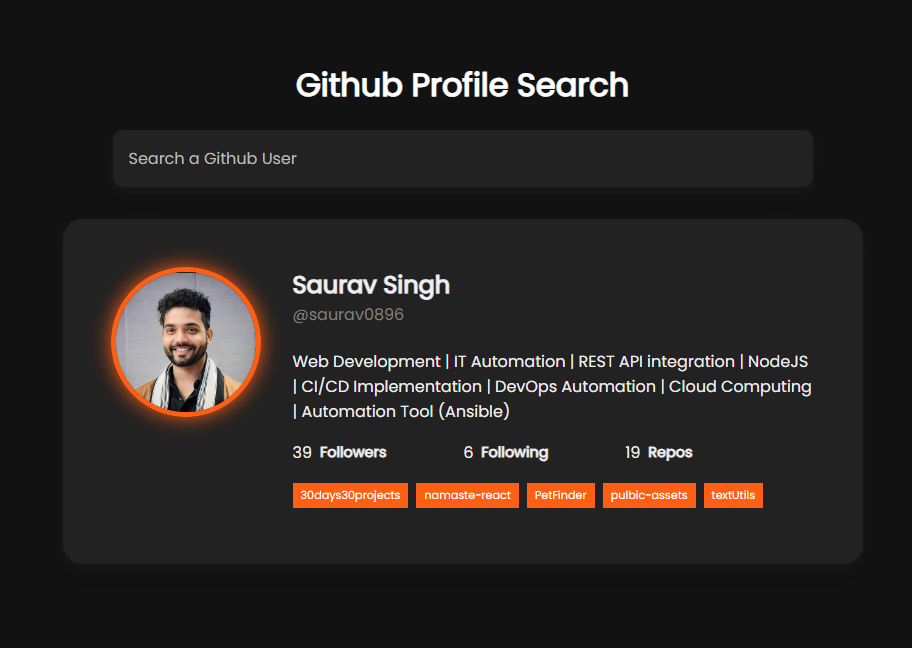 Github Profile Search
Search a Github User
Saurav Singh
@saurav0896
Web Development | IT Automation | REST API integration | NodeJS
| CI/CD Implementation | DevOps Automation | Cloud Computing
| Automation Tool (Ansible)
39 Followers 6 Following 19 Repos
30days30projects namaste-react PetFinder pulbic-assets textUtils